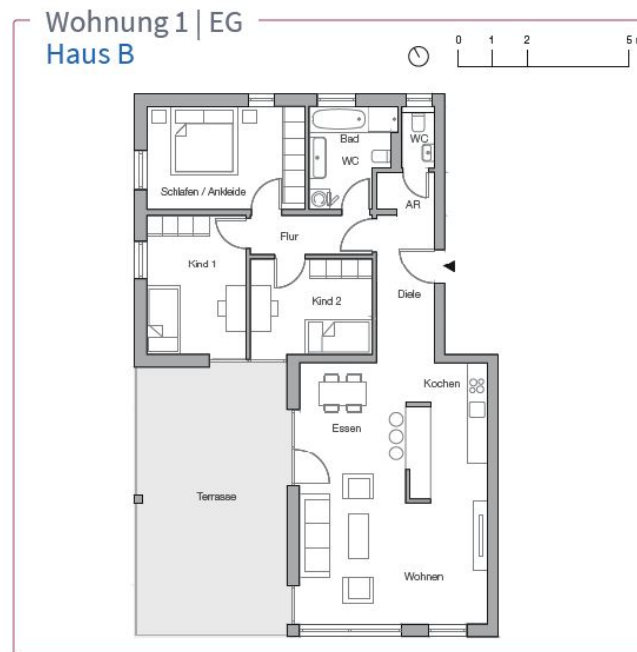 Wohnung 1 | EG
Haus B
0 1 2 5
Bad
WC
WC
Schlafen / Ankleide
AR
Flur
Kind 1
Kind 2
Diele
Kochen
Essen
Terrasse
Wohnen